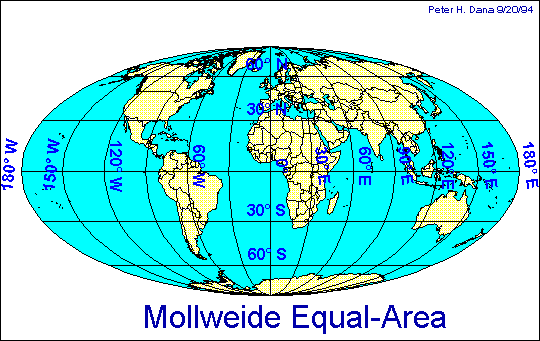 Peter H. Dana 9/20/94
60° N
30° N
180° W
150° W
120° W
60° W
0°
30° E
60° E
90° E
120° E
150° E
180° E
30° S
60° S
Mollweide Equal-Area